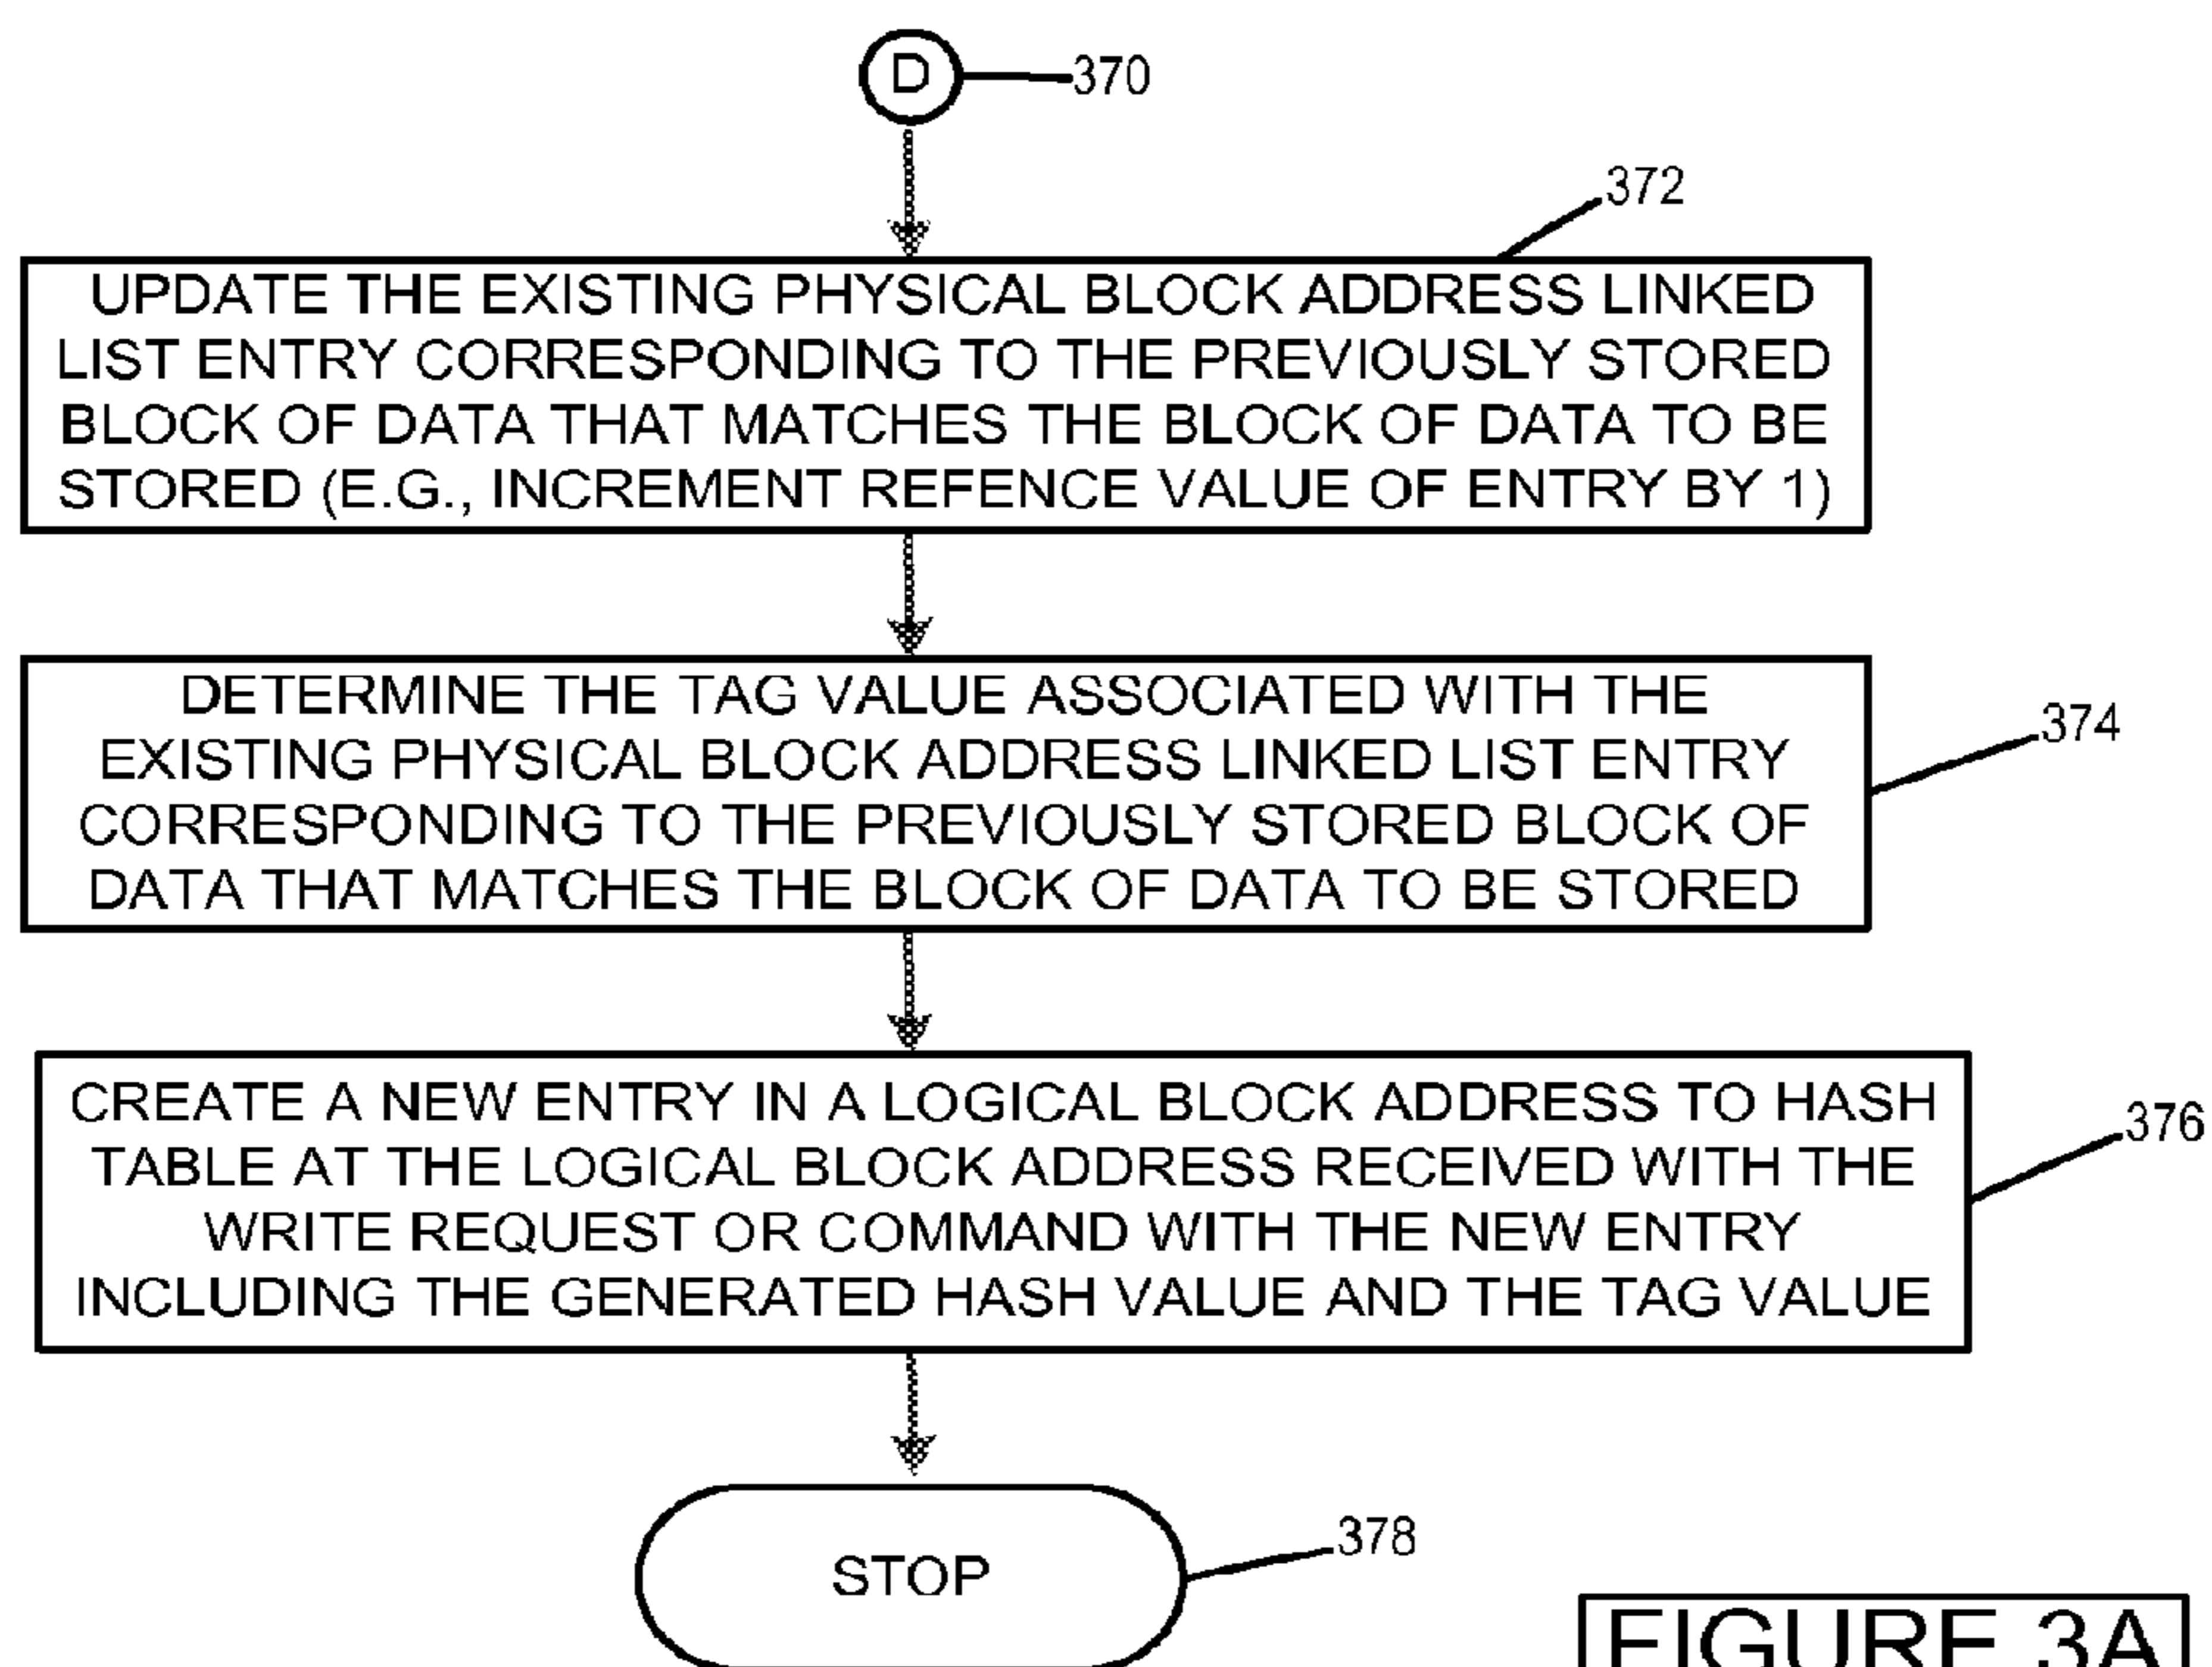 D
370
372
UPDATE THE EXISTING PHYSICAL BLOCK ADDRESS LINKED
LIST ENTRY CORRESPONDING TO THE PREVIOUSLY STORED
BLOCK OF DATA THAT MATCHES THE BLOCK OF DATA TO BE
STORED (E.G., INCREMENT REFENCE VALUE OF ENTRY BY 1)
DETERMINE THE TAG VALUE ASSOCIATED WITH THE
EXISTING PHYSICAL BLOCK ADDRESS LINKED LIST ENTRY
CORRESPONDING TO THE PREVIOUSLY STORED BLOCK OF
DATA THAT MATCHES THE BLOCK OF DATA TO BE STORED
374
CREATE A NEW ENTRY IN A LOGICAL BLOCK ADDRESS TO HASH
TABLE AT THE LOGICAL BLOCK ADDRESS RECEIVED WITH THE
WRITE REQUEST OR COMMAND WITH THE NEW ENTRY
INCLUDING THE GENERATED HASH VALUE AND THE TAG VALUE
376
STOP
378
FIGURE 3A